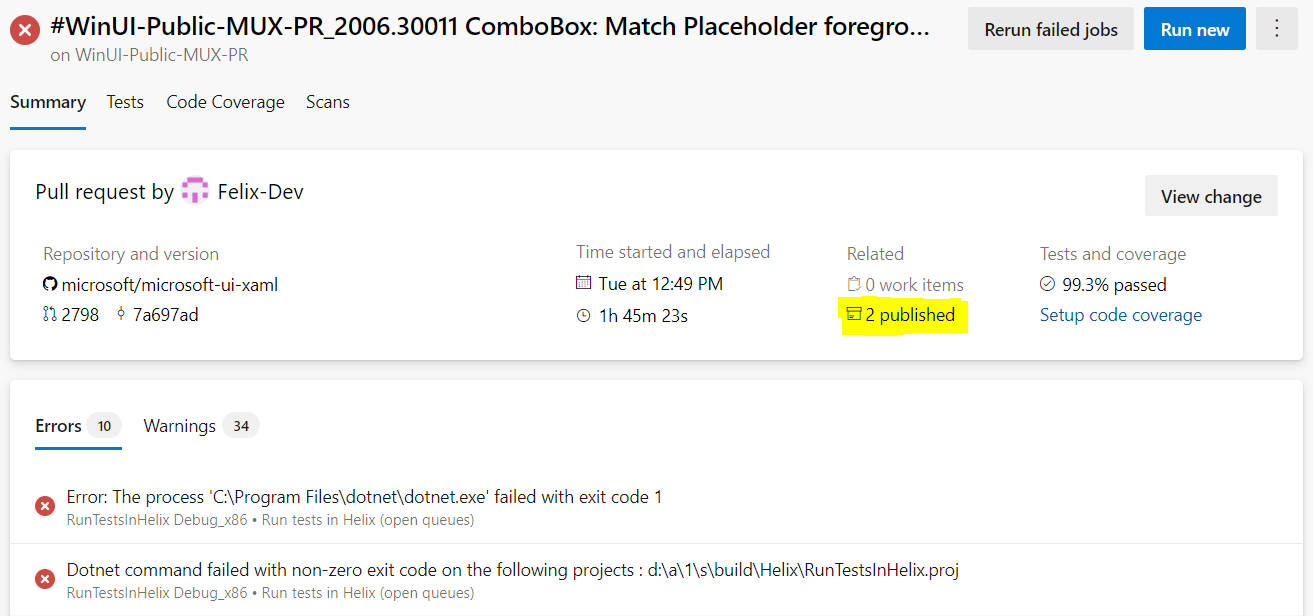 #WinUI-Public-MUX-PR_2006.30011 ComboBox: Match Placeholder foregro...
on WinUI-Public-MUX-PR
Rerun failed jobs
Run new
Summary Tests Code Coverage Scans
Pull request by Felix-Dev
View change
Repository and version
microsoft/microsoft-ui-xaml
2798 7a697ad
Time started and elapsed
Tue at 12:49 PM
1h 45m 23s
Related
0 work items
2 published
Tests and coverage
99.3% passed
Setup code coverage
Errors 10 Warnings 34
Error: The process 'C:\Program Files\dotnet\dotnet.exe' failed with exit code 1
RunTestsInHelix Debug_x86 • Run tests in Helix (open queues)
Dotnet command failed with non-zero exit code on the following projects : d:\a\1\s\build\Helix\RunTestsInHelix.proj
RunTestsInHelix Debug_x86 • Run tests in Helix (open queues)